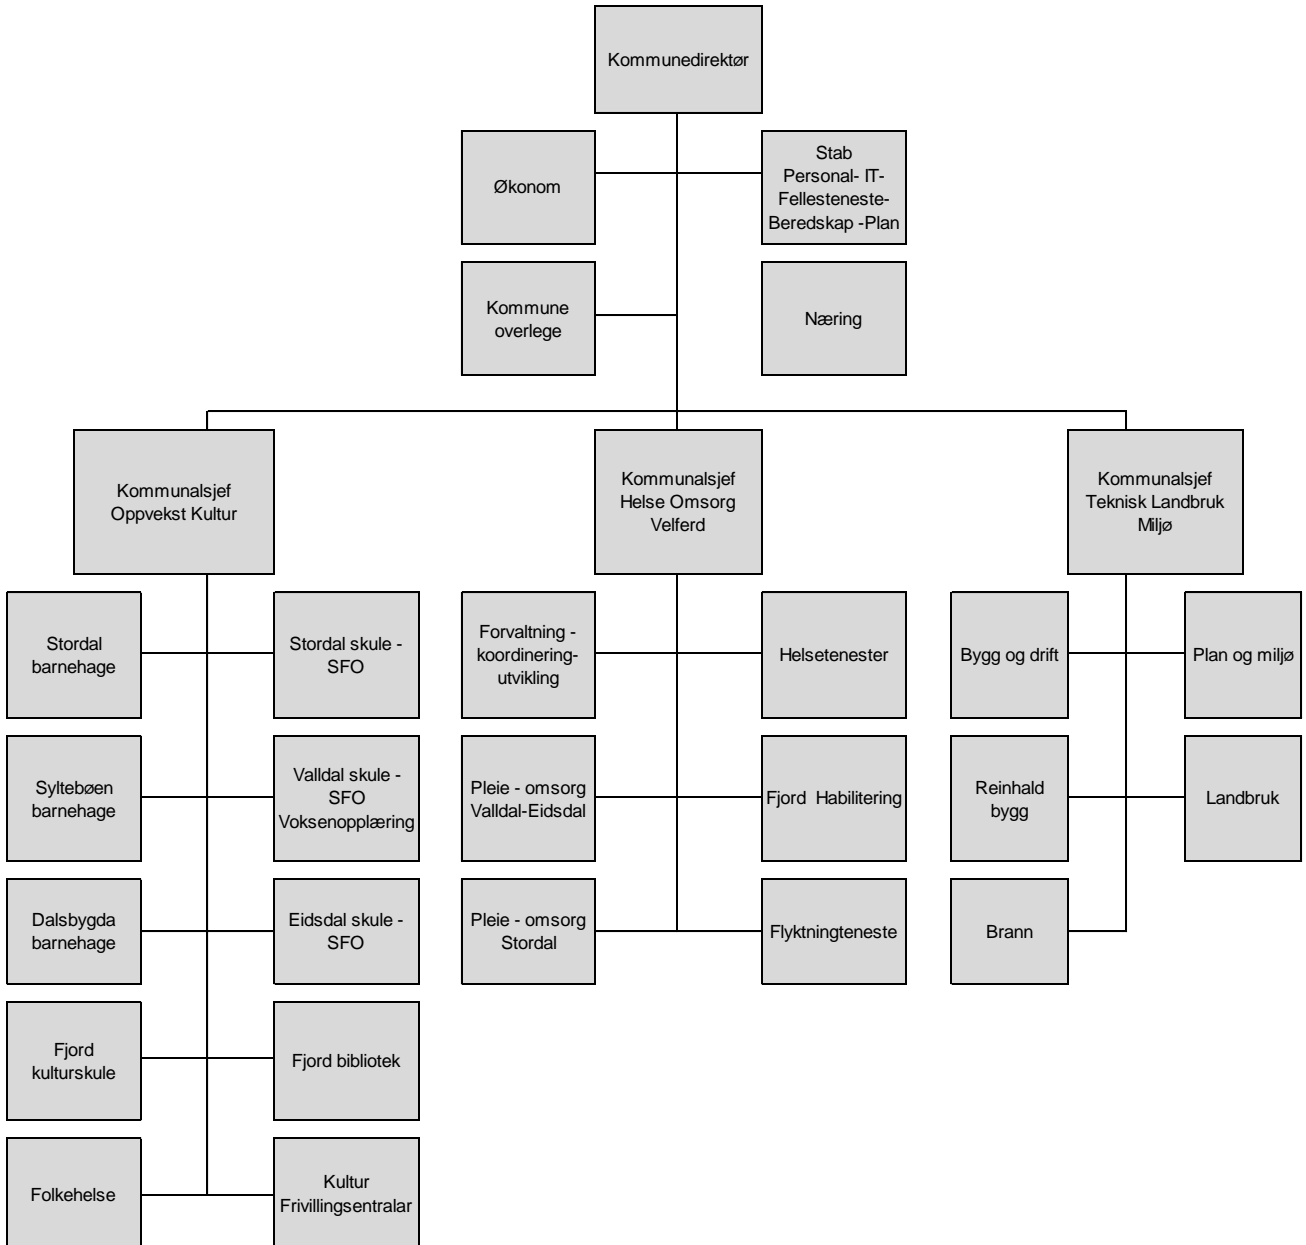 Kommunedirektør
Økonom
Stab
Personal- IT-
Fellesteneste-
Beredskap -Plan
Kommune
overlege
Næring
Kommunalsjef
Oppvekst Kultur
Kommunalsjef
Helse Omsorg
Velferd
Kommunalsjef
Teknisk Landbruk
Miljø
Stordal
barnehage
Stordal skule -
SFO
Forvaltning -
koordinering-
utvikling
Helsetenester
Bygg og drift
Plan og miljø
Syltebøen
barnehage
Valldal skule -
SFO
Voksenopplæring
Pleie - omsorg
Valldal-Eidsdal
Fjord  Habilitering
Reinhald
bygg
Landbruk
Dalsbygda
barnehage
Eidsdal skule -
SFO
Pleie - omsorg
Stordal
Flyktningteneste
Brann
Fjord
kulturskule
Fjord bibliotek
Folkehelse
Kultur
Frivillingsentralar